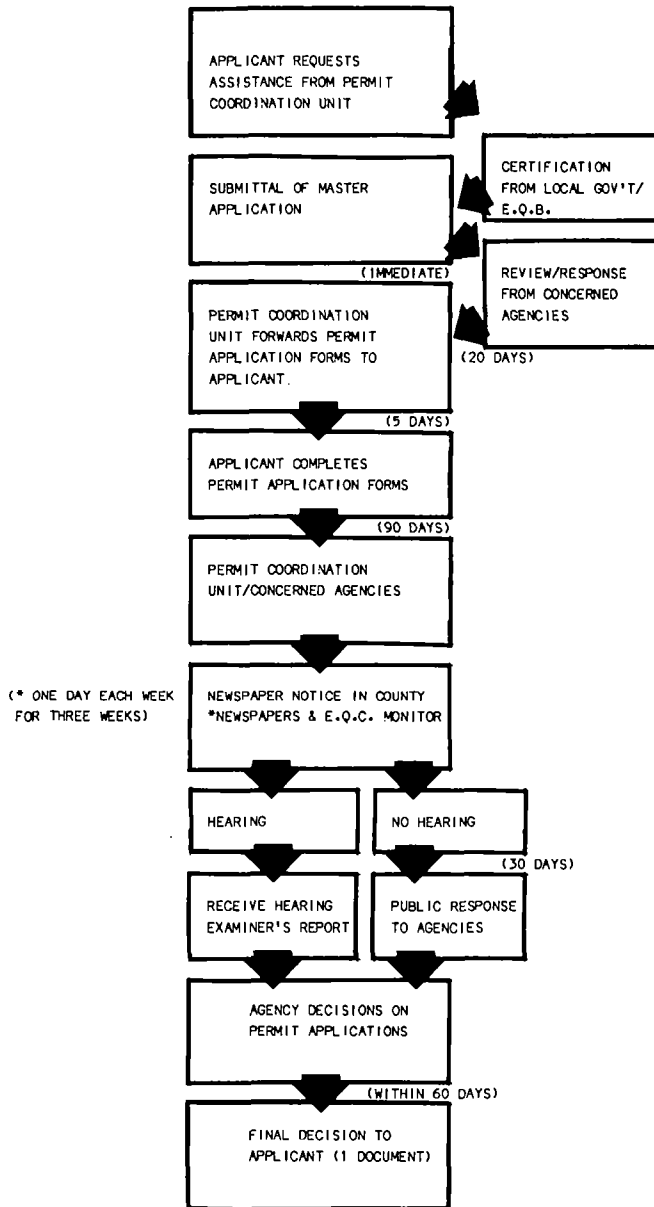 APPLICANT REQUESTS
ASSISTANCE FROM PERMIT
COORDINATION UNIT
CERTIFICATION
FROM LOCAL GOV'T/
E.Q.B.
SUBMITTAL OF MASTER
APPLICATION
(IMMEDIATE)
REVIEW/RESPONSE
FROM CONCERNED
AGENCIES
(20 DAYS)
PERMIT COORDINATION
UNIT FORWARDS PERMIT
APPLICATION FORMS TO
APPLICANT.
(5 DAYS)
APPLICANT COMPLETES
PERMIT APPLICATION FORMS
(90 DAYS)
PERMIT COORDINATION
UNIT/CONCERNED AGENCIES
(* ONE DAY EACH WEEK
FOR THREE WEEKS)
NEWSPAPER NOTICE IN COUNTY
*NEWSPAPERS & E.Q.C. MONITOR
HEARING
NO HEARING
(30 DAYS)
RECEIVE HEARING
EXAMINER'S REPORT
PUBLIC RESPONSE
TO AGENCIES
AGENCY DECISIONS ON
PERMIT APPLICATIONS
(WITHIN 60 DAYS)
FINAL DECISION TO
APPLICANT (1 DOCUMENT)